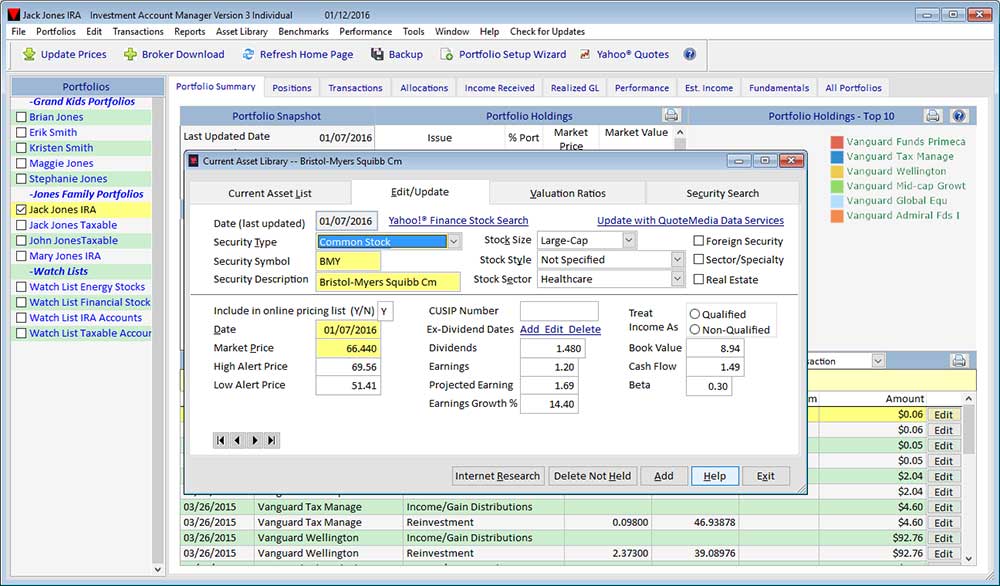 Jack Jones IRA Investment Account Manager Version 3 Individual 01/12/2016
File Portfolios Edit Transactions Reports Asset Library Benchmarks Performance Tools Window Help Check for Updates
Update Prices Broker Download Refresh Home Page Backup Portfolio Setup Wizard Yahoo® Quotes
Portfolios
-Grand Kids Portfolios
Brian Jones
Erik Smith
Kristen Smith
Maggie Jones
Stephanie Jones
-Jones Family Portfolios
Jack Jones IRA
Jack Jones Taxable
John JonesTaxable
Mary Jones IRA
-Watch Lists
Watch List Energy Stocks
Watch List Financial Stock
Watch List IRA Accounts
Watch List Taxable Accour
Portfolio Summary Positions Transactions Allocations Income Received Realized GL Performance Est. Income Fundamentals All Portfolios
Portfolio Snapshot Portfolio Holdings Portfolio Holdings - Top 10
Last Updated Date 01/07/2016 Issue % Port Market Price Market Value
Vanguard Funds Primeca
Vanguard Tax Manage
Vanguard Wellington
Vanguard Mid-cap Growt
Vanguard Global Equ
Vanguard Admiral Fds I
Current Asset Library -- Bristol-Myers Squibb Cm
Current Asset List Edit/Update Valuation Ratios Security Search
Date (last updated) 01/07/2016 Yahoo!® Finance Stock Search Update with QuoteMedia Data Services
Security Type Common Stock Stock Size Large-Cap Foreign Security
Security Symbol BMY Stock Style Not Specified Sector/Specialty
Security Description Bristol-Myers Squibb Cm Stock Sector Healthcare Real Estate
Include in online pricing list (Y/N) Y CUSIP Number Treat Income As Qualified
Date 01/07/2016 Ex-Dividend Dates Add Edit Delete Non-Qualified
Market Price 66.440 Dividends 1.480 Book Value 8.94
High Alert Price 69.56 Earnings 1.20 Cash Flow 1.49
Low Alert Price 51.41 Projected Earning 1.69 Beta 0.30
Earnings Growth % 14.40
Internet Research Delete Not Held Add Help Exit
saction
m Amount
$0.06 Edit
$0.06 Edit
$0.05 Edit
$0.05 Edit
$2.04 Edit
$2.04 Edit
03/26/2015 Vanguard Tax Manage Income/Gain Distributions $4.60 Edit
03/26/2015 Vanguard Tax Manage Reinvestment 0.09800 46.93878 $4.60 Edit
03/26/2015 Vanguard Wellington Income/Gain Distributions $92.76 Edit
03/26/2015 Vanguard Wellington Reinvestment 2.37300 39.08976 $92.76 Edit